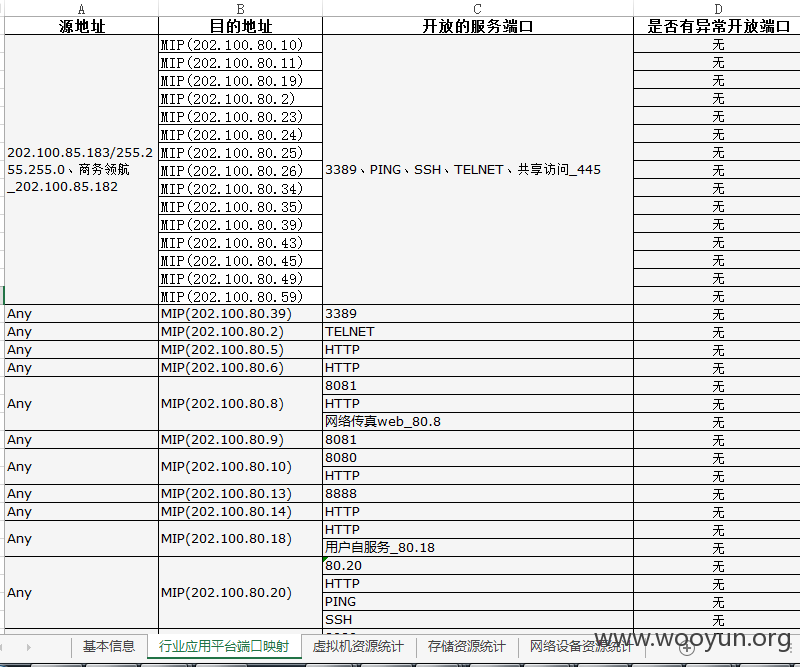 A B C D
源地址 目的地址 开放的服务端口 是否有异常开放端口
MIP(202.100.80.10) 无
MIP(202.100.80.11) 无
MIP(202.100.80.19) 无
MIP(202.100.80.2) 无
MIP(202.100.80.23) 无
MIP(202.100.80.24) 无
202.100.85.183/255.2 MIP(202.100.80.25) 无
55.255.0、商务领航 MIP(202.100.80.26) 3389、PING、SSH、TELNET、共享访问_445 无
_202.100.85.182 MIP(202.100.80.34) 无
MIP(202.100.80.35) 无
MIP(202.100.80.39) 无
MIP(202.100.80.43) 无
MIP(202.100.80.45) 无
MIP(202.100.80.49) 无
MIP(202.100.80.59) 无
Any MIP(202.100.80.39) 3389 无
Any MIP(202.100.80.2) TELNET 无
Any MIP(202.100.80.5) HTTP 无
Any MIP(202.100.80.6) HTTP 无
8081 无
Any MIP(202.100.80.8) HTTP 无
网络传真web_80.8 无
Any MIP(202.100.80.9) 8081 无
Any MIP(202.100.80.10) 8080 无
HTTP 无
Any MIP(202.100.80.13) 8888 无
Any MIP(202.100.80.14) HTTP 无
Any MIP(202.100.80.18) HTTP 无
用户自服务_80.18 无
80.20 无
Any MIP(202.100.80.20) HTTP 无
PING 无
SSH 无
基本信息 行业应用平台端口映射 虚拟机资源统计 存储资源统计 网络设备资源统计
www.wooyun.org